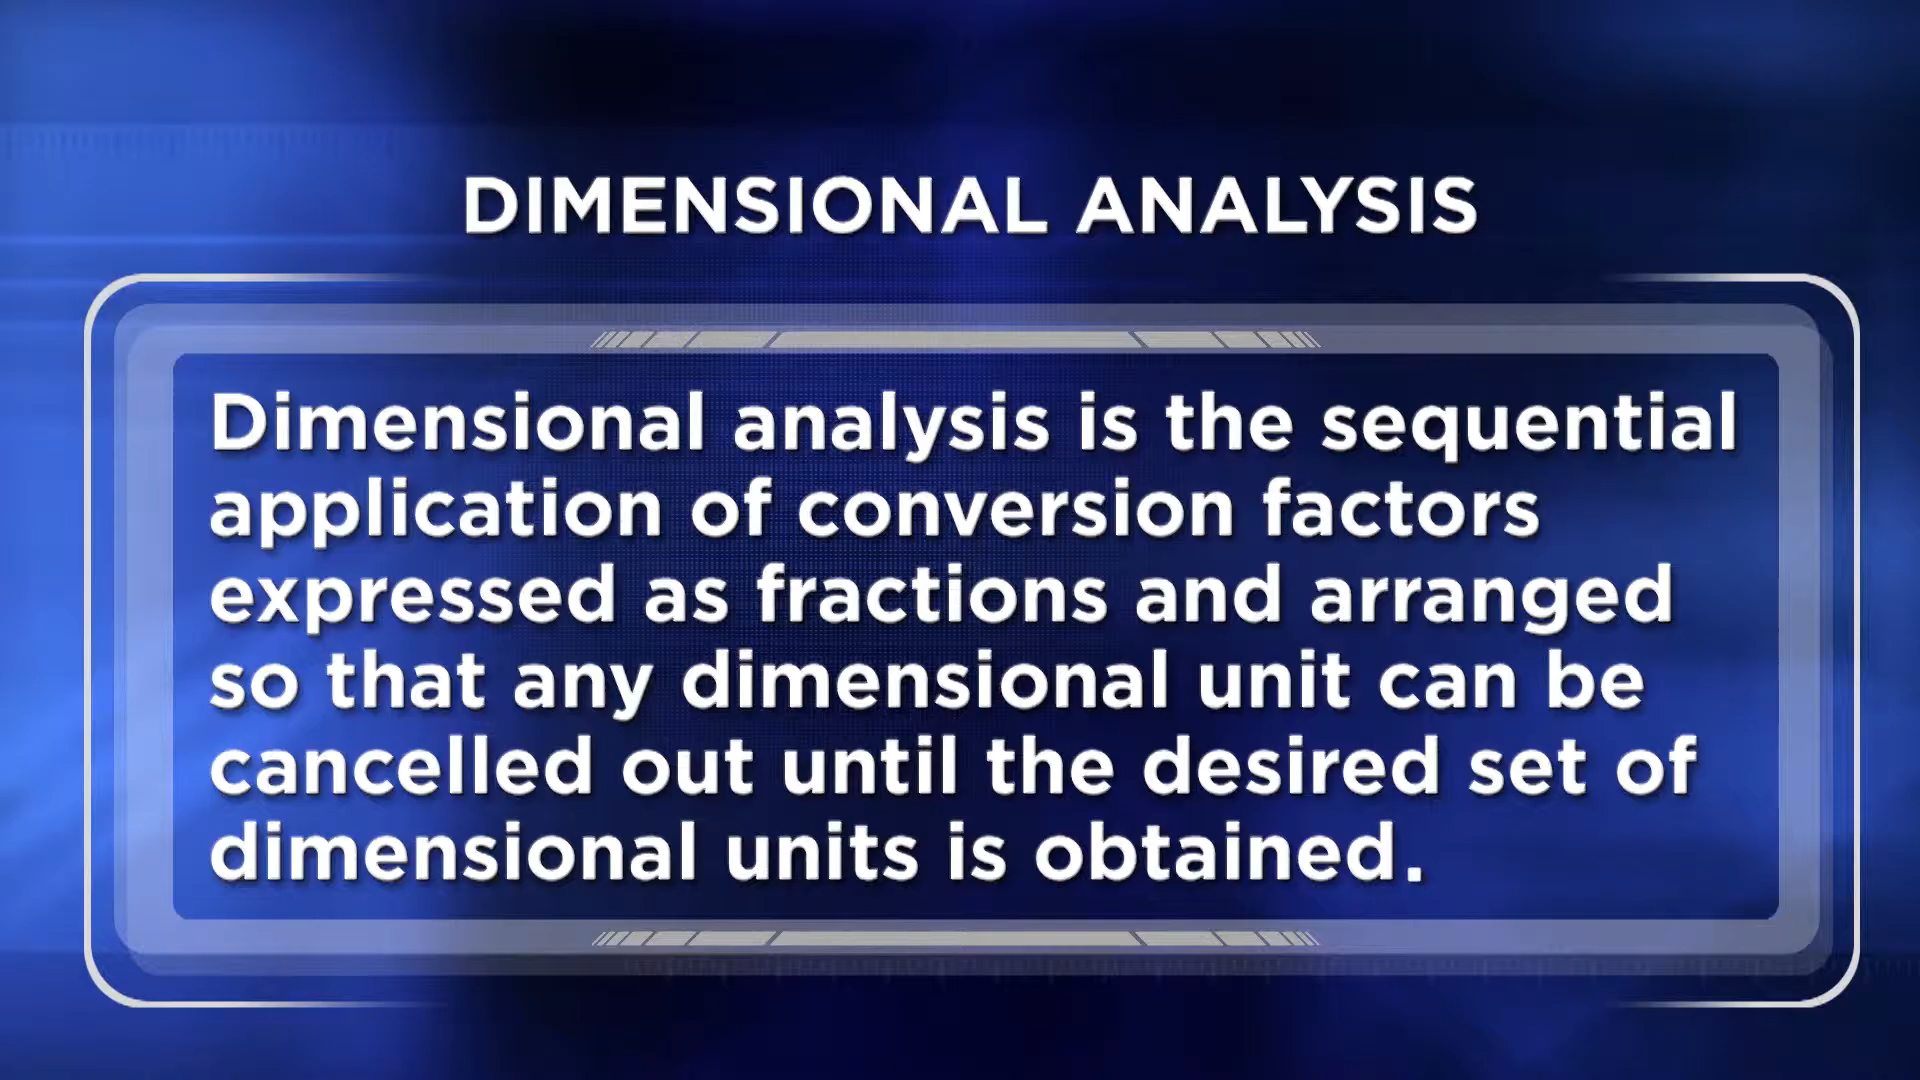 DIMENSIONAL ANALYSIS
Dimensional analysis is the sequential
application of conversion factors
expressed as fractions and arranged
so that any dimensional unit can be
cancelled out until the desired set of
dimensional units is obtained.